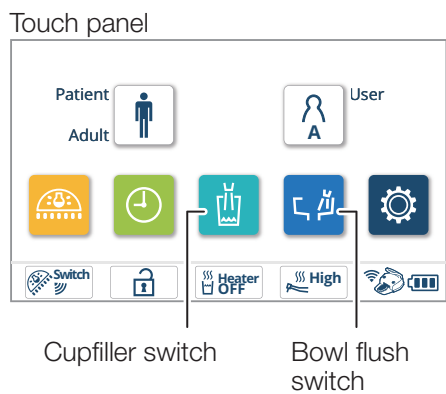 Touch panel
Patient
Adult
User
A
Switch
Heater
OFF
High
Cupfiller switch
Bowl flush
switch